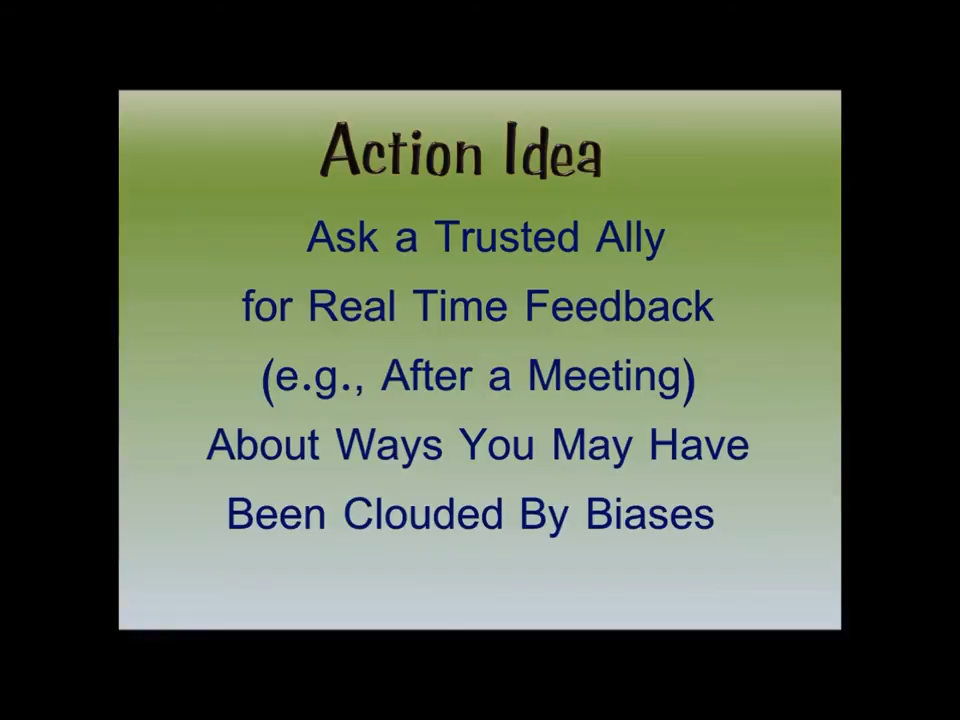 Action Idea
Ask a Trusted Ally
for Real Time Feedback
(e.g., After a Meeting)
About Ways You May Have
Been Clouded By Biases